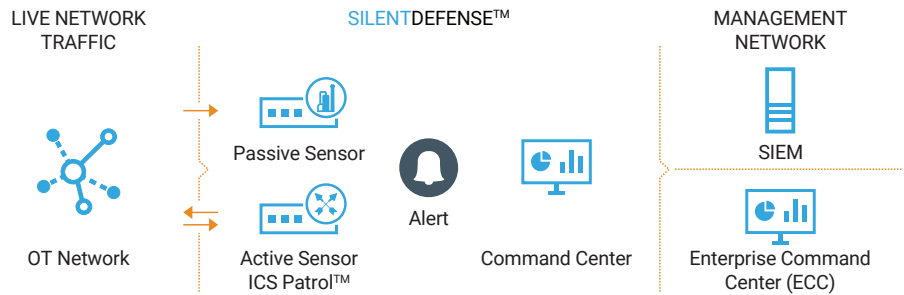 LIVE NETWORK
TRAFFIC
SILENTDEFENSE™
MANAGEMENT
NETWORK
Passive Sensor
SIEM
Alert
OT Network
Active Sensor
ICS Patrol™
Command Center
Enterprise Command
Center (ECC)